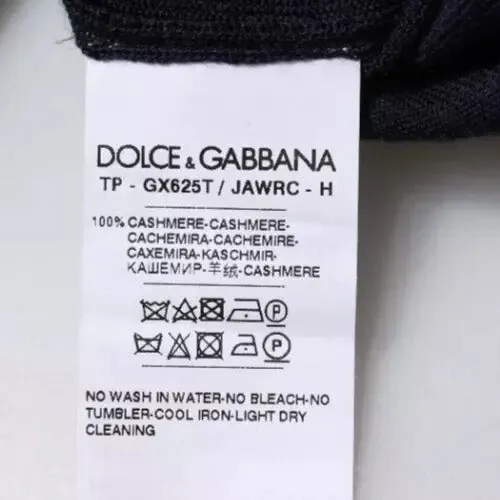 DOLCE & GABBANA
TP - GX625T / JAWRC - H
100% CASHMERE-CASHMERE-
CACHEMIRA-CACHEMIRE-
CAXEMIRA-KASCHMIR-
КАШЕМИР-羊绒-CASHMERE
P
P
NO WASH IN WATER-NO BLEACH-NO
TUMBLER-COOL IRON-LIGHT DRY
CLEANING